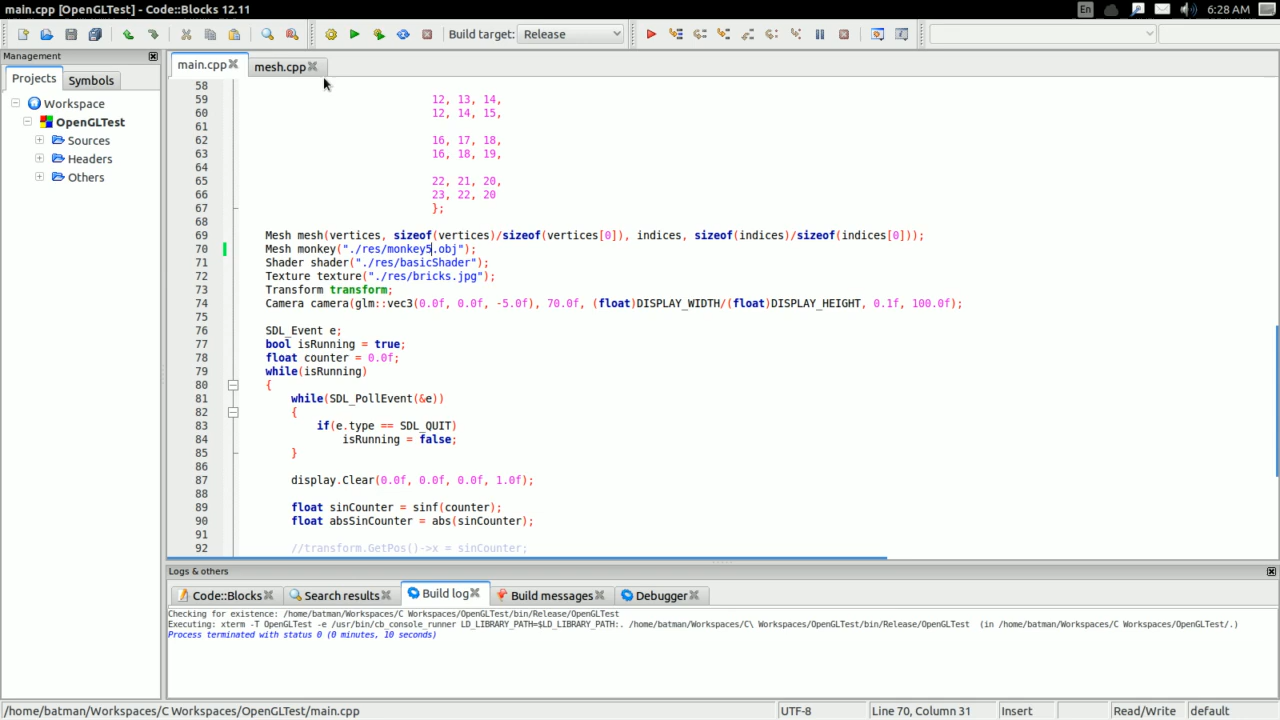 main.cpp [OpenGLTest] - Code::Blocks 12.11
En
6:28 AM
Build target: Release
Management
main.cpp
mesh.cpp
Projects
Symbols
Workspace
OpenGLTest
Sources
Headers
Others
58
59 12, 13, 14,
60 12, 14, 15,
61
62 16, 17, 18,
63 16, 18, 19,
64
65 22, 21, 20,
66 23, 22, 20
67 };
68
69 Mesh mesh(vertices, sizeof(vertices)/sizeof(vertices[0]), indices, sizeof(indices)/sizeof(indices[0]));
70 Mesh monkey("./res/monkey5.obj");
71 Shader shader("./res/basicShader");
72 Texture texture("./res/bricks.jpg");
73 Transform transform;
74 Camera camera(glm::vec3(0.0f, 0.0f, -5.0f), 70.0f, (float)DISPLAY_WIDTH/(float)DISPLAY_HEIGHT, 0.1f, 100.0f);
75
76 SDL_Event e;
77 bool isRunning = true;
78 float counter = 0.0f;
79 while(isRunning)
80 {
81 while(SDL_PollEvent(&e))
82 {
83 if(e.type == SDL_QUIT)
84 isRunning = false;
85 }
86
87 display.Clear(0.0f, 0.0f, 0.0f, 1.0f);
88
89 float sinCounter = sinf(counter);
90 float absSinCounter = abs(sinCounter);
91
92 //transform.GetPos()->x = sinCounter;
Logs & others
Code::Blocks
Search results
Build log
Build messages
Debugger
Checking for existence: /home/batman/Workspaces/C Workspaces/OpenGLTest/bin/Release/OpenGLTest
Executing: xterm -T OpenGLTest -e /usr/bin/cb_console_runner LD_LIBRARY_PATH=$LD_LIBRARY_PATH:. /home/batman/Workspaces/C\ Workspaces/OpenGLTest/bin/Release/OpenGLTest (in /home/batman/Workspaces/C Workspaces/OpenGLTest/.)
Process terminated with status 0 (0 minutes, 10 seconds)
/home/batman/Workspaces/C Workspaces/OpenGLTest/main.cpp
UTF-8
Line 70, Column 31
Insert
Read/Write
default